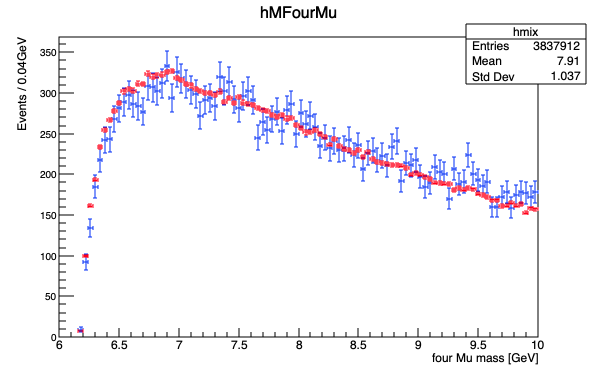 hMFourMu
hmix
Entries 3837912
Mean 7.91
Std Dev 1.037
Events / 0.04GeV
350
300
250
200
150
100
50
0
6 6.5 7 7.5 8 8.5 9 9.5 10
four Mu mass [GeV]